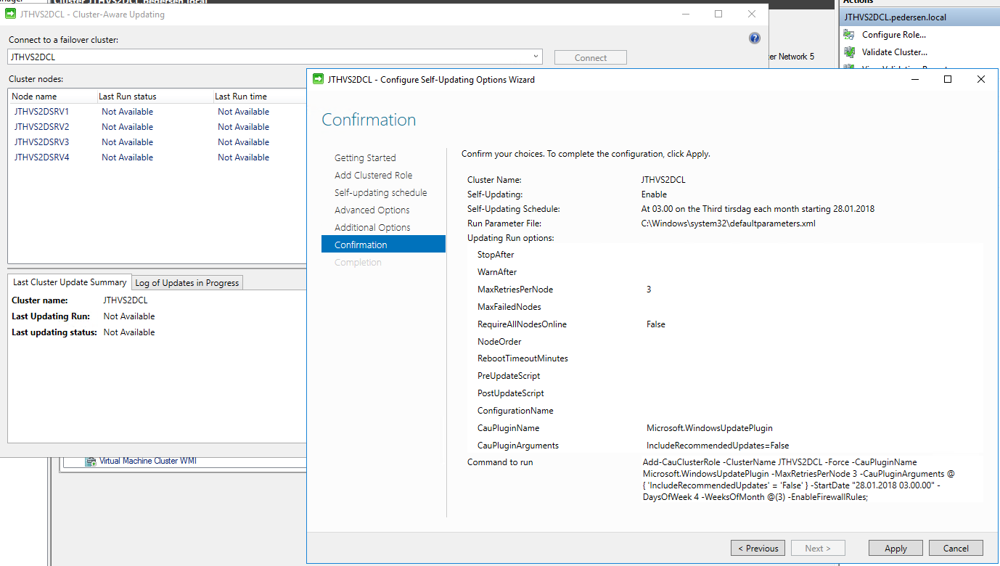 Cluster JTHVS2DCL.pedersen.local
Actions
JTHVS2DCL - Cluster-Aware Updating
JTHVS2DCL.pedersen.local
Configure Role...
Validate Cluster...
Connect to a failover cluster:
JTHVS2DCL
Connect
er Network 5
Cluster nodes:
Node name Last Run status Last Run time
JTHVS2DSRV1 Not Available Not Available
JTHVS2DSRV2 Not Available Not Available
JTHVS2DSRV3 Not Available Not Available
JTHVS2DSRV4 Not Available Not Available
Last Cluster Update Summary Log of Updates in Progress
Cluster name: JTHVS2DCL
Last Updating Run: Not Available
Last updating status: Not Available
Virtual Machine Cluster WMI
JTHVS2DCL - Configure Self-Updating Options Wizard
Confirmation
Getting Started
Add Clustered Role
Self-updating schedule
Advanced Options
Additional Options
Confirmation
Completion
Confirm your choices. To complete the configuration, click Apply.
Cluster Name: JTHVS2DCL
Self-Updating: Enable
Self-Updating Schedule: At 03.00 on the Third tirsdag each month starting 28.01.2018
Run Parameter File: C:\Windows\system32\defaultparameters.xml
Updating Run options:
StopAfter
WarnAfter
MaxRetriesPerNode 3
MaxFailedNodes
RequireAllNodesOnline False
NodeOrder
RebootTimeoutMinutes
PreUpdateScript
PostUpdateScript
ConfigurationName
CauPluginName Microsoft.WindowsUpdatePlugin
CauPluginArguments IncludeRecommendedUpdates=False
Command to run Add-CauClusterRole -ClusterName JTHVS2DCL -Force -CauPluginName
Microsoft.WindowsUpdatePlugin -MaxRetriesPerNode 3 -CauPluginArguments @
{ 'IncludeRecommendedUpdates' = 'False' } -StartDate "28.01.2018 03.00.00" -
DaysOfWeek 4 -WeeksOfMonth @(3) -EnableFirewallRules;
< Previous Next > Apply Cancel